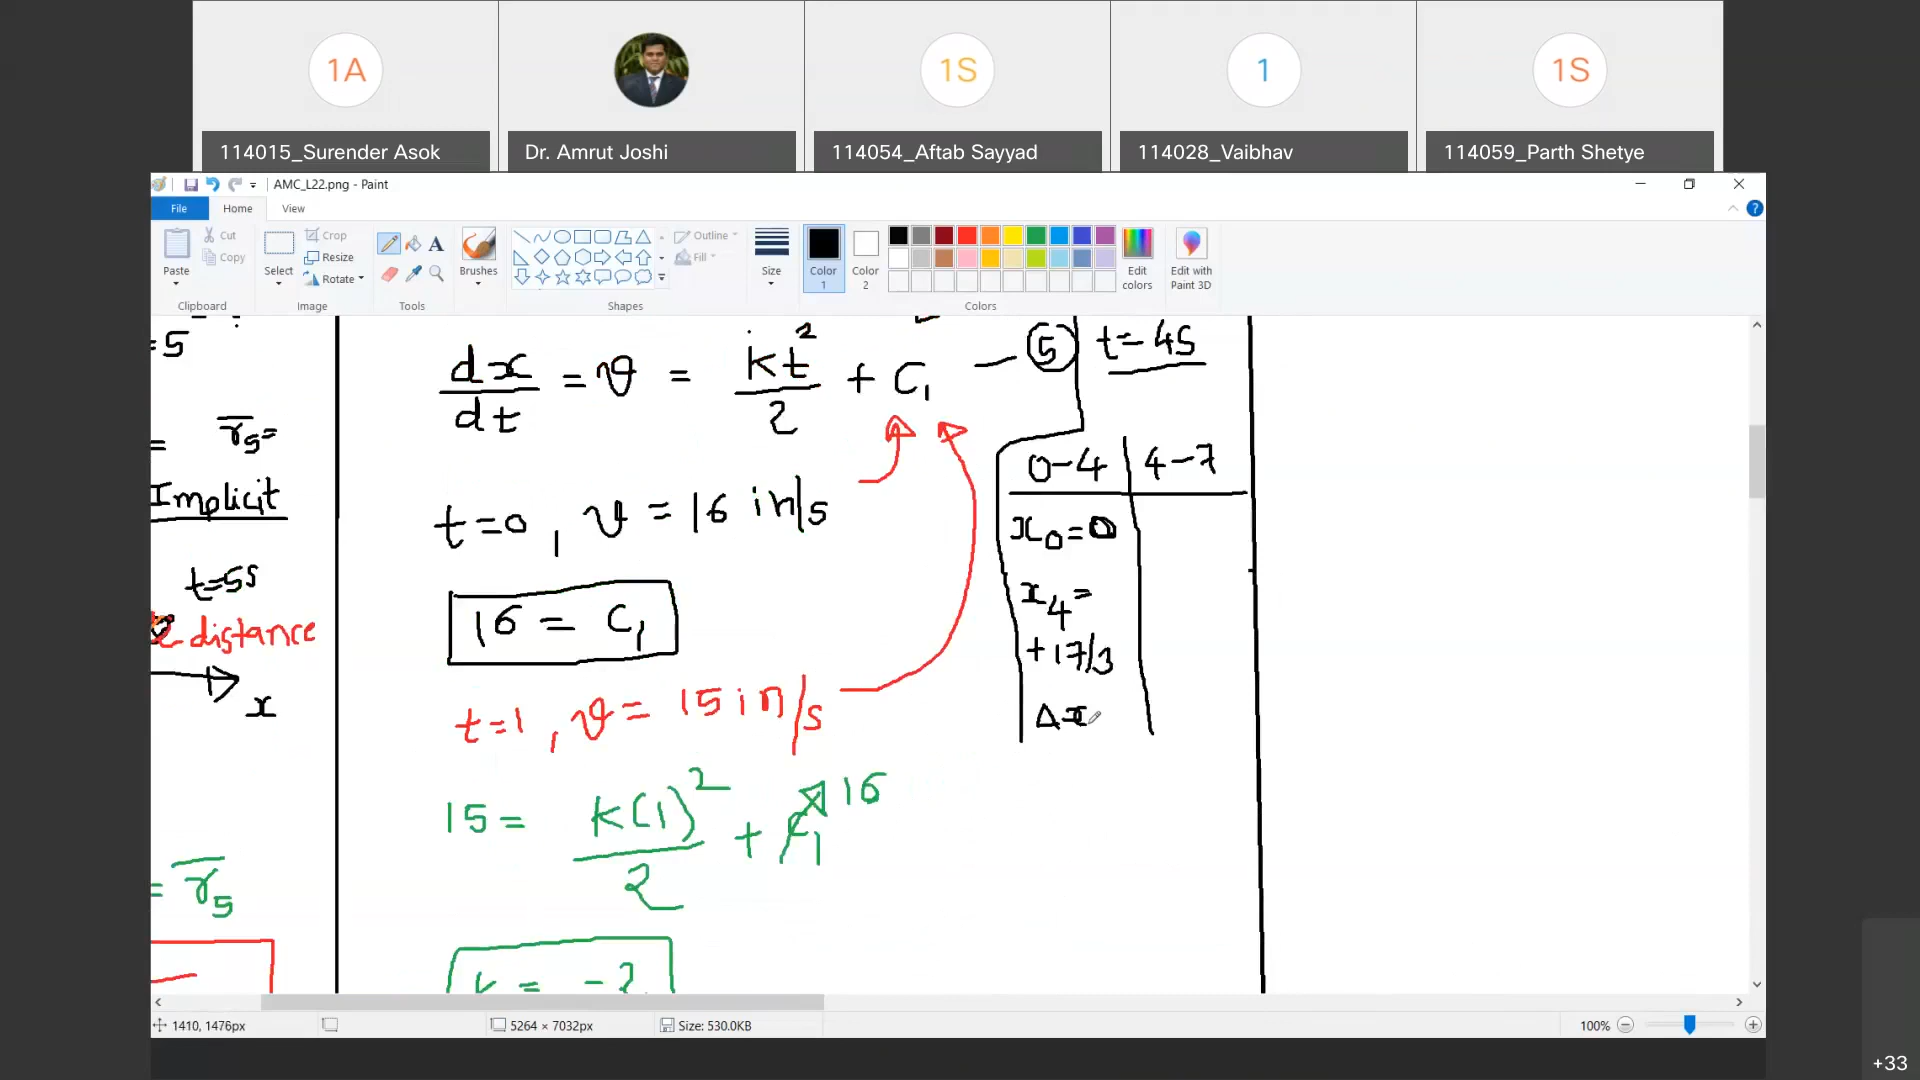 1A
1S
1
1S
114015_Surender Asok
Dr. Amrut Joshi
114054_Aftab Sayyad
114028_Vaibhav
114059_Parth Shetye
AMC_L22.png - Paint
File
Home
View
Paste
Cut
Copy
Clipboard
Select
Crop
Resize
Rotate
Image
A
Tools
Brushes
Outline
Fill
Shapes
Size
Color 1
Color 2
Edit colors
Colors
Edit with Paint 3D
=5
= r̅5=
Implicit
t=5s
distance
x
= r̅5
dx/dt = v = kt²/2 + C1 — 5
t=0, v = 16 in/s
16 = C1
t=1, v = 15 in/s
15 = k(1)²/2 + C1 16
k = -2
t=4s
0-4 | 4-7
x0=0
x4=
+17/3
Δx
1410, 1476px
5264 × 7032px
Size: 530.0KB
100%
+33